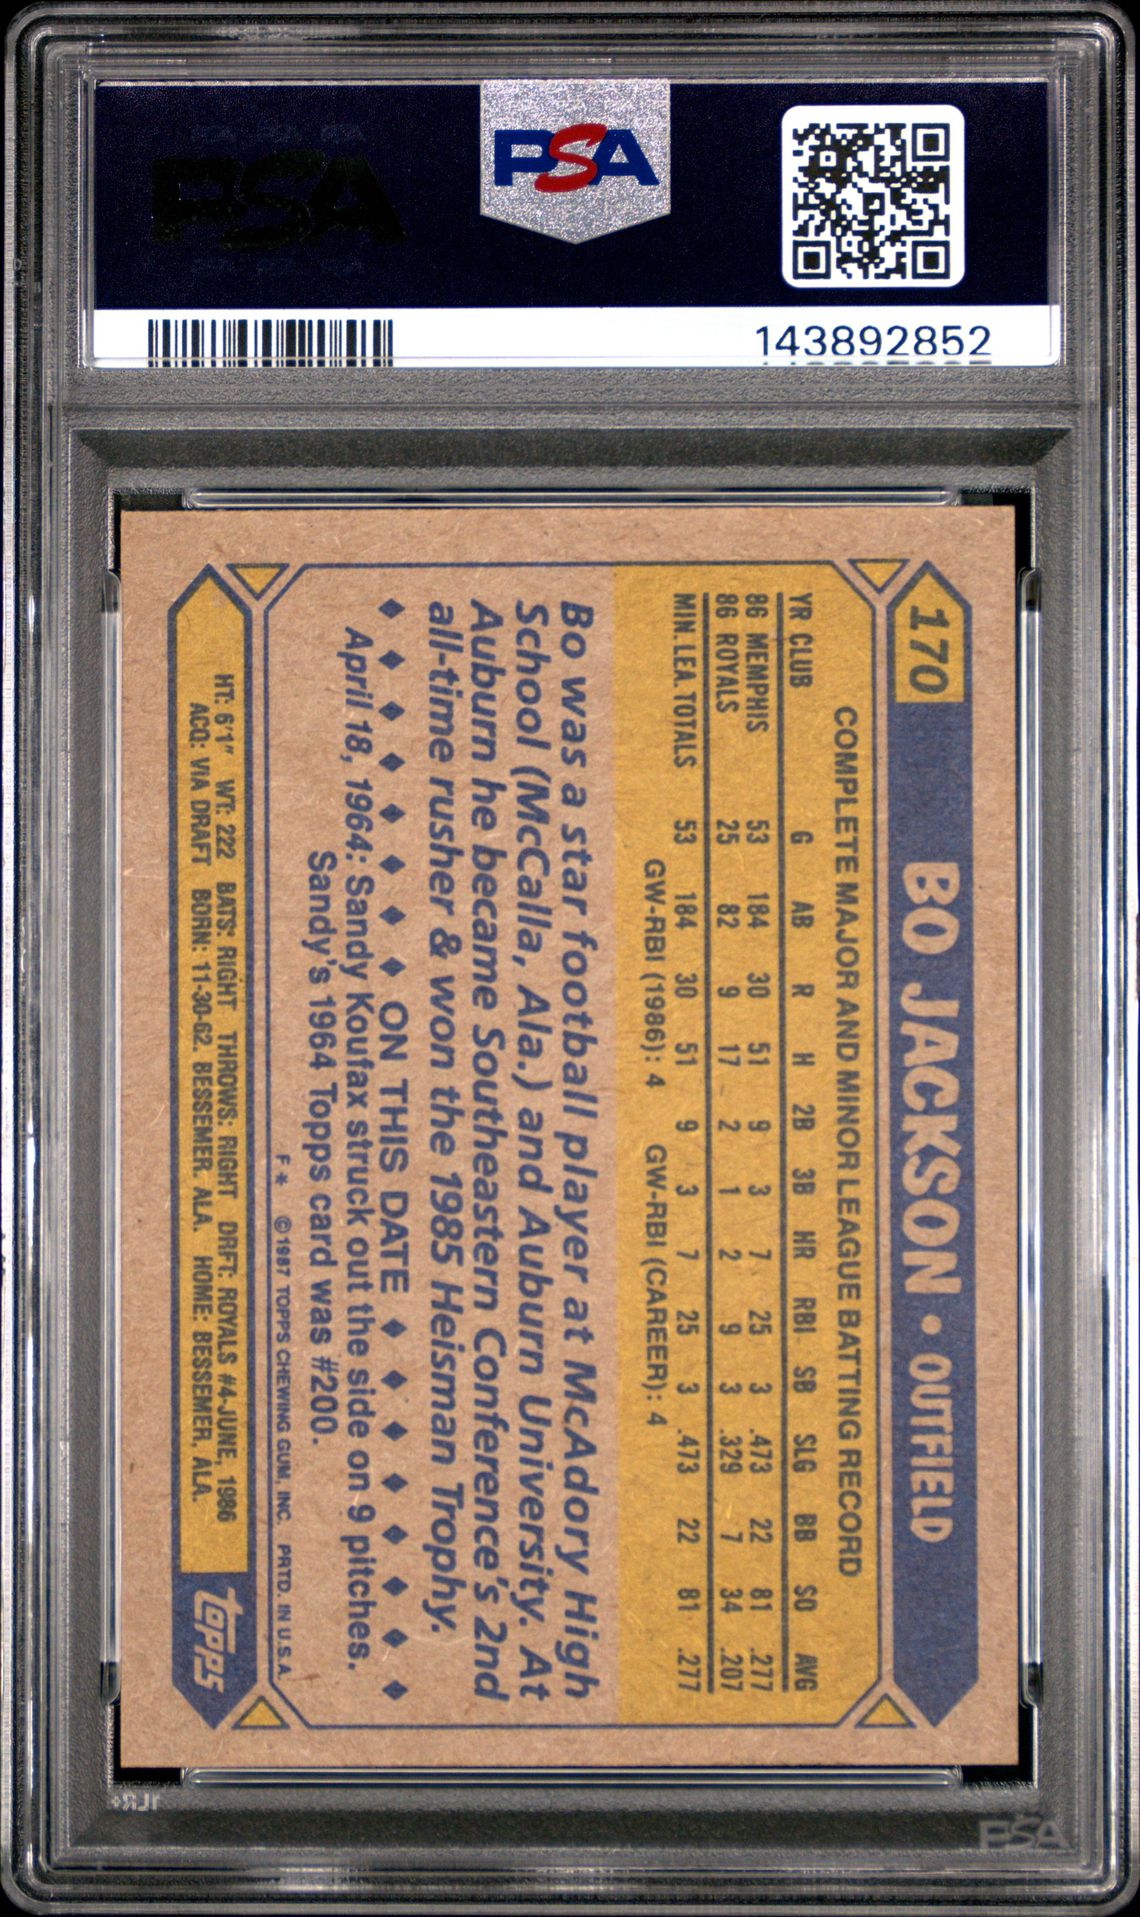 PSA
PSA
143892852
170
BO JACKSON • OUTFIELD
COMPLETE MAJOR AND MINOR LEAGUE BATTING RECORD
YR CLUB G AB R H 2B 3B HR RBI SB SLG BB SO AVG
86 MEMPHIS 53 184 30 51 9 3 7 25 3 .473 22 81 .277
86 ROYALS 25 82 9 17 2 1 2 9 3 .329 7 34 .207
MIN. LEA. TOTALS 53 184 30 51 9 3 7 25 3 .473 22 81 .277
GW-RBI (1986): 4 GW-RBI (CAREER): 4
Bo was a star football player at McAdory High
School (McCalla, Ala.) and Auburn University. At
Auburn he became Southeastern Conference's 2nd
all-time rusher & won the 1985 Heisman Trophy.
♦ ♦ ♦ ♦ ♦ ♦ ♦ ♦ ON THIS DATE ♦ ♦ ♦ ♦ ♦ ♦ ♦ ♦
April 18, 1964: Sandy Koufax struck out the side on 9 pitches.
Sandy's 1964 Topps card was #200.
F* ©1987 TOPPS CHEWING GUM, INC. PRTD. IN U.S.A.
HT: 6'1" WT: 222 BATS: RIGHT THROWS: RIGHT DRFT: ROYALS #4-JUNE, 1986
ACQ: VIA DRAFT BORN: 11-30-62. BESSEMER. ALA. HOME: BESSEMER, ALA.
topps
PSA